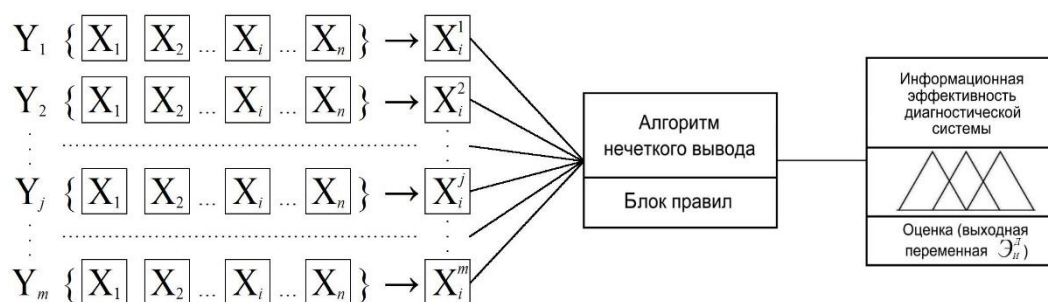 Y₁ { X₁ X₂ ... Xᵢ ... Xₙ } → Xᵢ¹
Y₂ { X₁ X₂ ... Xᵢ ... Xₙ } → Xᵢ²
Yⱼ { X₁ X₂ ... Xᵢ ... Xₙ } → Xᵢʲ
Yₘ { X₁ X₂ ... Xᵢ ... Xₙ } → Xᵢᵐ
Алгоритм
нечеткого вывода
Блок правил
Информационная
эффективность
диагностической
системы
Оценка (выходная
переменная Э_и^д)